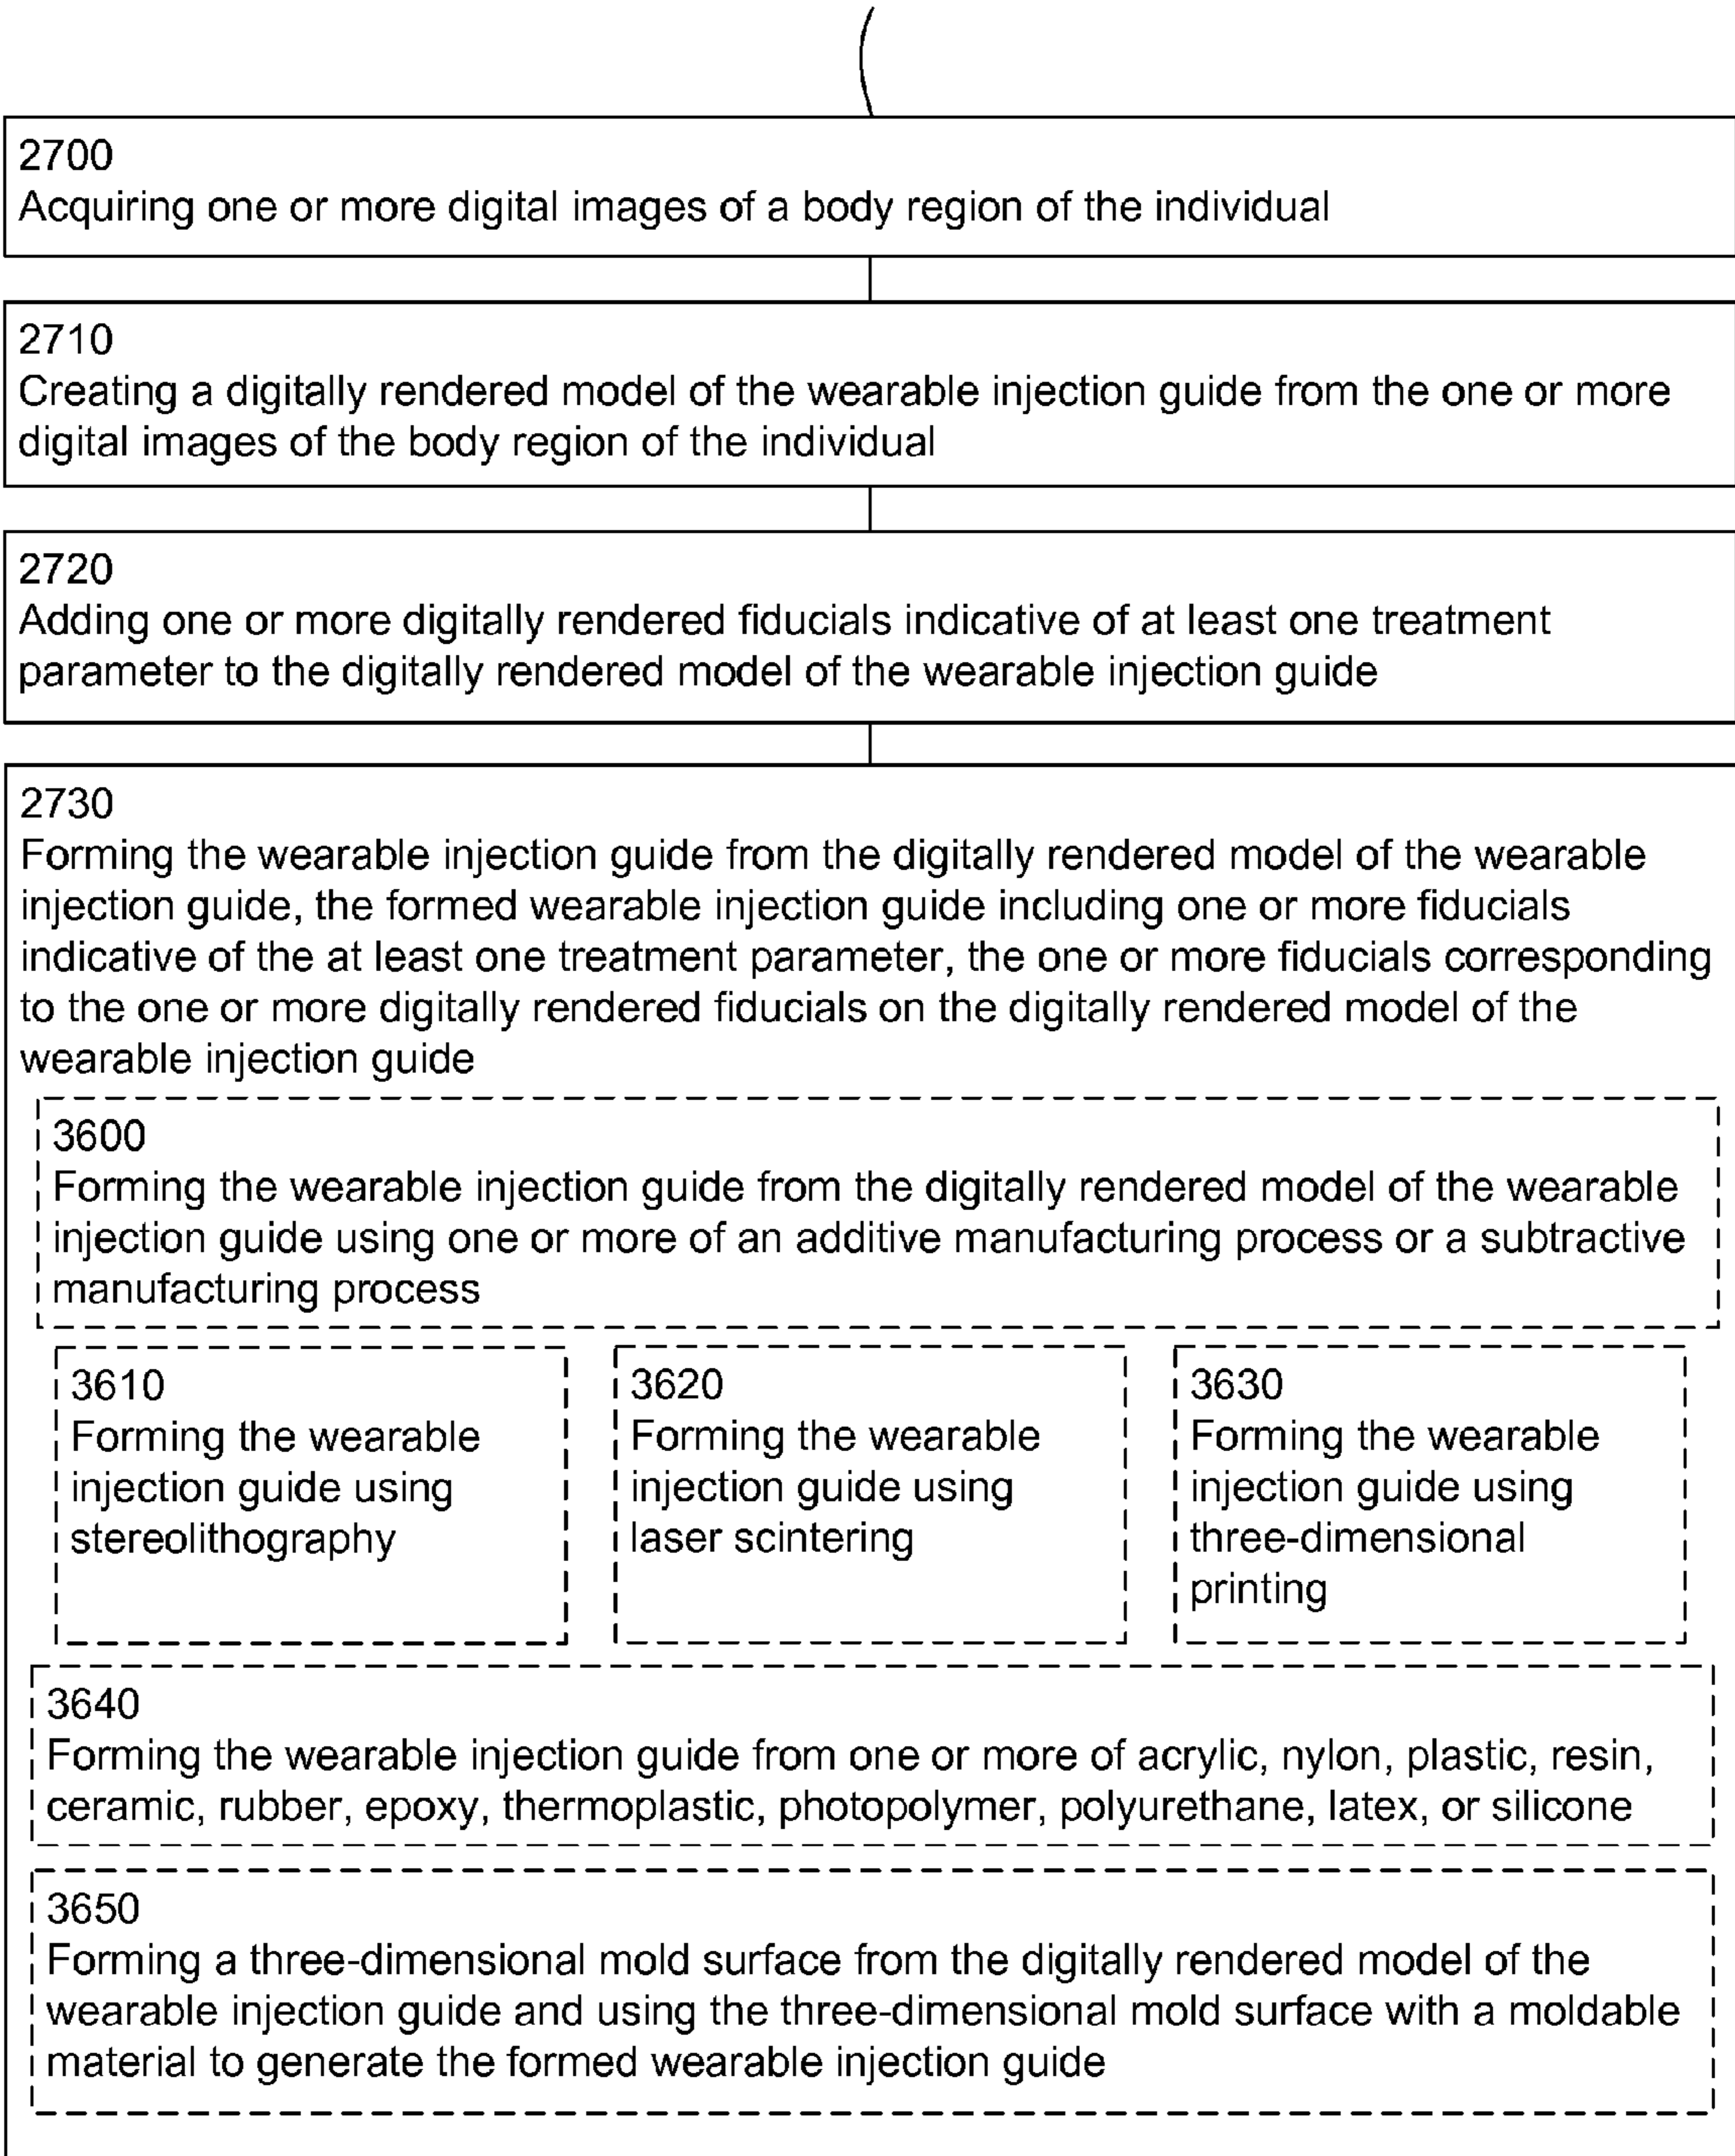 2700
Acquiring one or more digital images of a body region of the individual
2710
Creating a digitally rendered model of the wearable injection guide from the one or more
digital images of the body region of the individual
2720
Adding one or more digitally rendered fiducials indicative of at least one treatment
parameter to the digitally rendered model of the wearable injection guide
2730
Forming the wearable injection guide from the digitally rendered model of the wearable
injection guide, the formed wearable injection guide including one or more fiducials
indicative of the at least one treatment parameter, the one or more fiducials corresponding
to the one or more digitally rendered fiducials on the digitally rendered model of the
wearable injection guide
3600
Forming the wearable injection guide from the digitally rendered model of the wearable
injection guide using one or more of an additive manufacturing process or a subtractive
manufacturing process
3610
Forming the wearable
injection guide using
stereolithography
3620
Forming the wearable
injection guide using
laser scintering
3630
Forming the wearable
injection guide using
three-dimensional
printing
3640
Forming the wearable injection guide from one or more of acrylic, nylon, plastic, resin,
ceramic, rubber, epoxy, thermoplastic, photopolymer, polyurethane, latex, or silicone
3650
Forming a three-dimensional mold surface from the digitally rendered model of the
wearable injection guide and using the three-dimensional mold surface with a moldable
material to generate the formed wearable injection guide